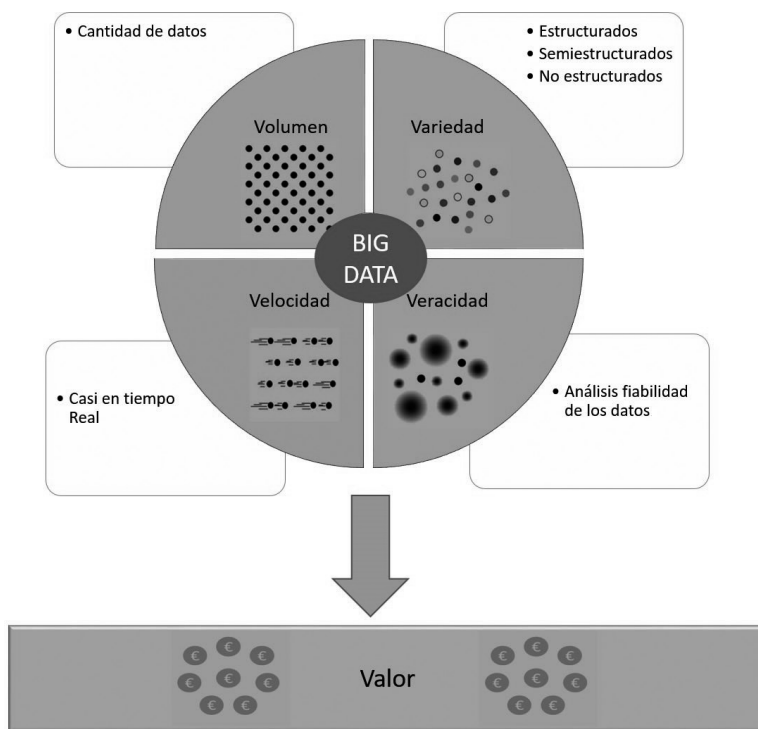 • Cantidad de datos
• Estructurados
• Semiestructurados
• No estructurados
Volumen
Variedad
BIG
DATA
Velocidad
Veracidad
• Casi en tiempo
Real
• Análisis fiabilidad
de los datos
€ € € € € € € €
Valor
€ € € € € € € €